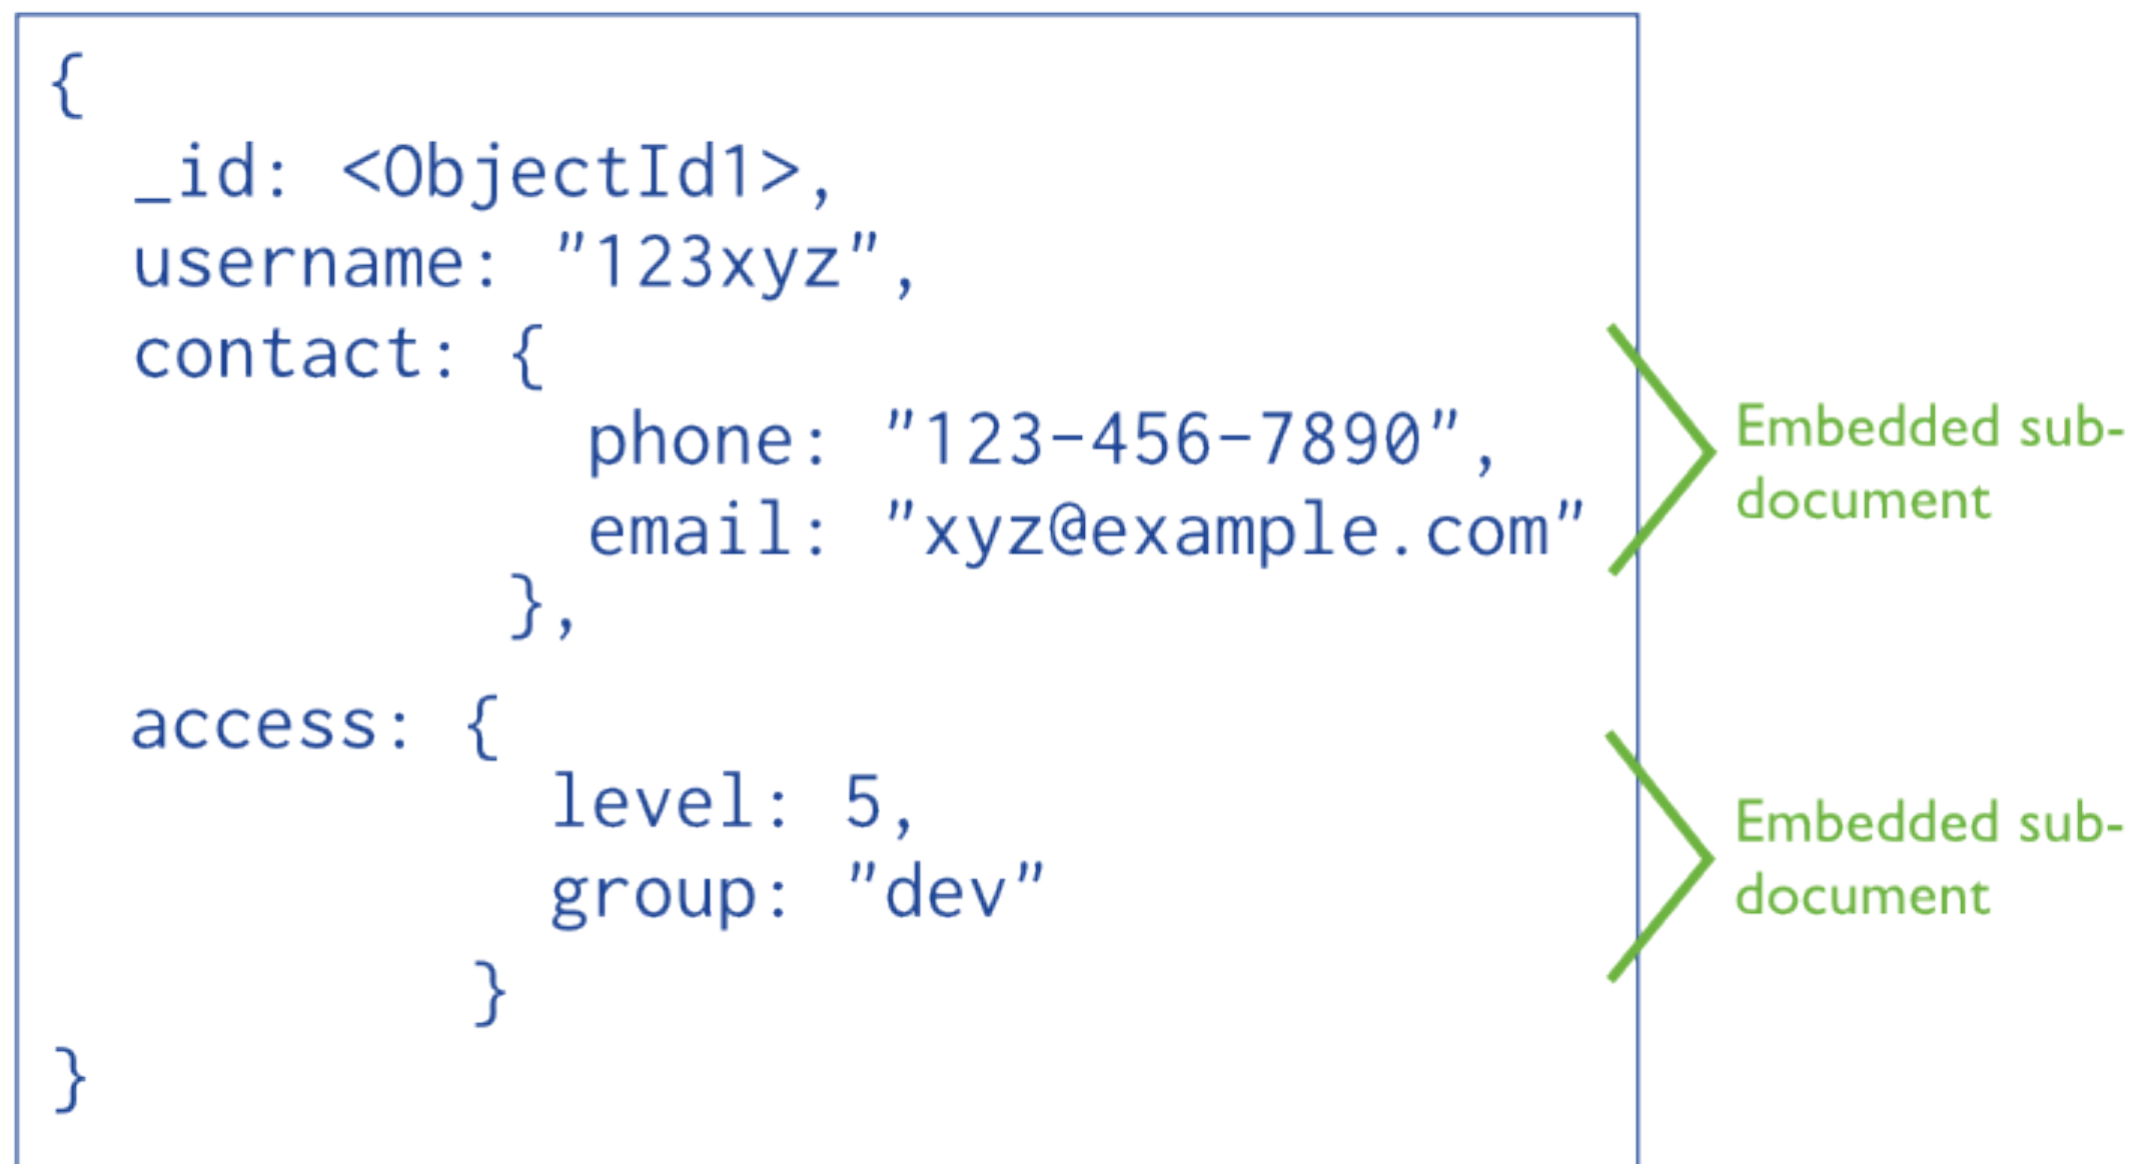 {
_id: <ObjectId1>,
username: "123xyz",
contact: {
phone: "123-456-7890",
email: "xyz@example.com"
},
Embedded sub-
document
access: {
level: 5,
group: "dev"
}
Embedded sub-
document
}